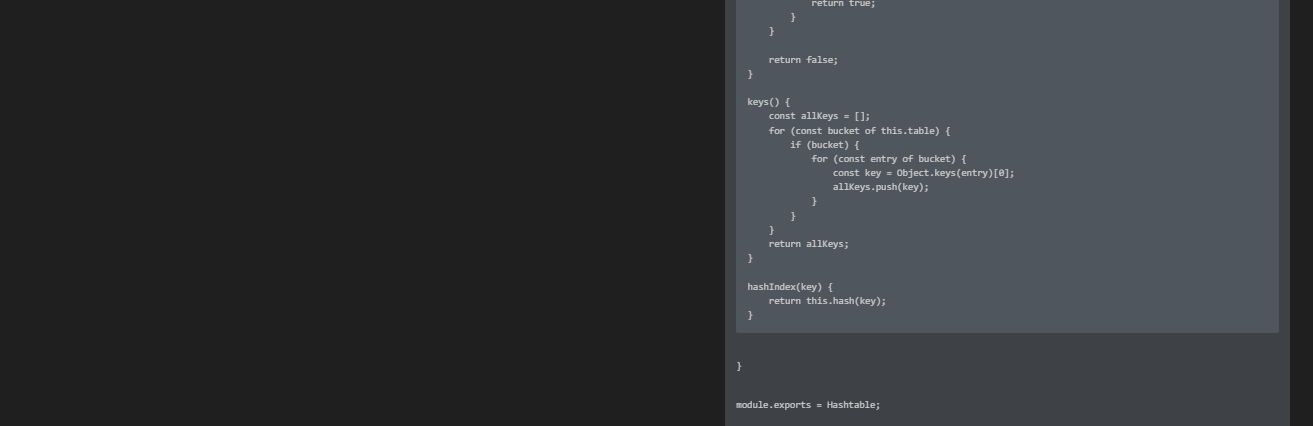 return true;
}
}
return false;
}
keys() {
const allKeys = [];
for (const bucket of this.table) {
if (bucket) {
for (const entry of bucket) {
const key = Object.keys(entry)[0];
allKeys.push(key);
}
}
}
return allKeys;
}
hashIndex(key) {
return this.hash(key);
}
}
module.exports = Hashtable;